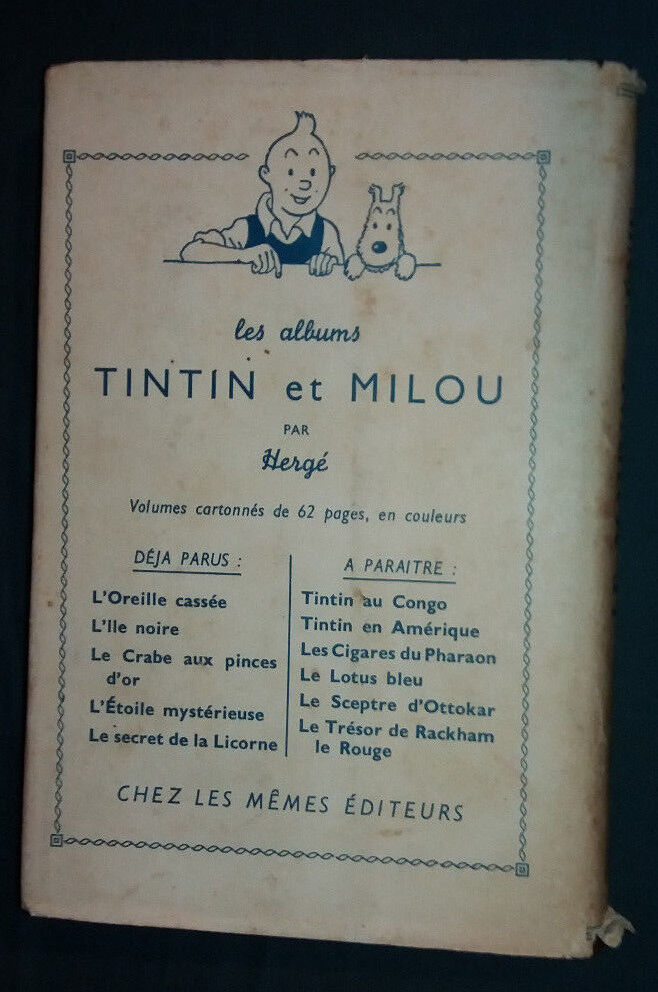 les albums
TINTIN et MILOU
PAR
Hergé
Volumes cartonnés de 62 pages, en couleurs
DÉJA PARUS :
L'Oreille cassée
L'Ile noire
Le Crabe aux pinces
d'or
L'Étoile mystérieuse
Le secret de la Licorne
A PARAITRE :
Tintin au Congo
Tintin en Amérique
Les Cigares du Pharaon
Le Lotus bleu
Le Sceptre d'Ottokar
Le Trésor de Rackham
le Rouge
CHEZ LES MÊMES ÉDITEURS